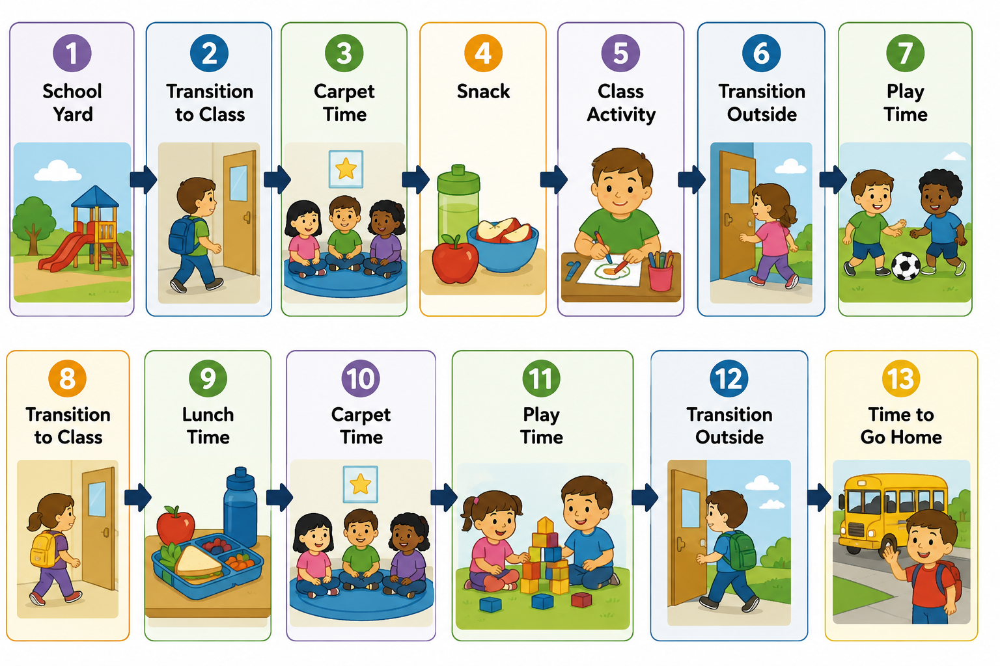 1
School
Yard
2
Transition
to Class
3
Carpet
Time
4
Snack
5
Class
Activity
6
Transition
Outside
7
Play
Time
8
Transition
to Class
9
Lunch
Time
10
Carpet
Time
11
Play
Time
12
Transition
Outside
13
Time to
Go Home